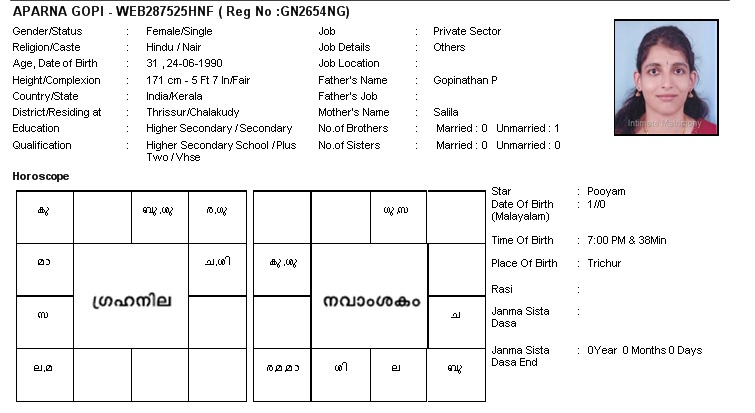 APARNA GOPI - WEB287525HNF ( Reg No :GN2654NG)
Gender/Status : Female/Single Job : Private Sector
Religion/Caste : Hindu / Nair Job Details : Others
Age, Date of Birth : 31 ,24-06-1990 Job Location :
Height/Complexion : 171 cm - 5 Ft 7 In/Fair Father's Name : Gopinathan P
Country/State : India/Kerala Father's Job :
District/Residing at : Thrissur/Chalakudy Mother's Name : Salila
Education : Higher Secondary / Secondary No.of Brothers : Married : 0 Unmarried : 1
Qualification : Higher Secondary School / Plus No.of Sisters : Married : 0 Unmarried : 0
Two / Vhse
Intimate Matrimony
Horoscope
Star : Pooyam
കു ബു,ശു ര,ഗു ഗു,സ
Date Of Birth : 1//0
(Malayalam)
Time Of Birth : 7:00 PM & 38Min
മാ ച,ശി കു,ശു
Place Of Birth : Trichur
Rasi :
ഗ്രഹനില നവാംശകം
സ ച
Janma Sista :
Dasa
Janma Sista : 0Year 0 Months 0 Days
Dasa End
ല,മ ര,മ,മാ ശി ല ബു